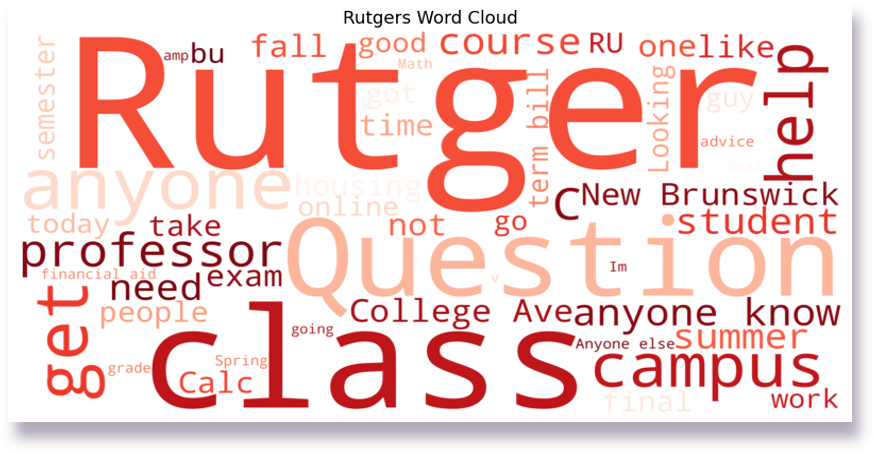 Rutgers Word Cloud
semester
amp
bu
fall
good
course
RU
one
like
Math
Rutger
got
time
term bill
Looking
guy
help
advice
Best
anyone
housing
online
C
New Brunswick
today
take
not
go
student
professor
Question
financial aid
need
exam
v
Im
get
people
College Ave
anyone know
going
class
Anyone else
summer
grade
Spring
Calc
campus
final
work